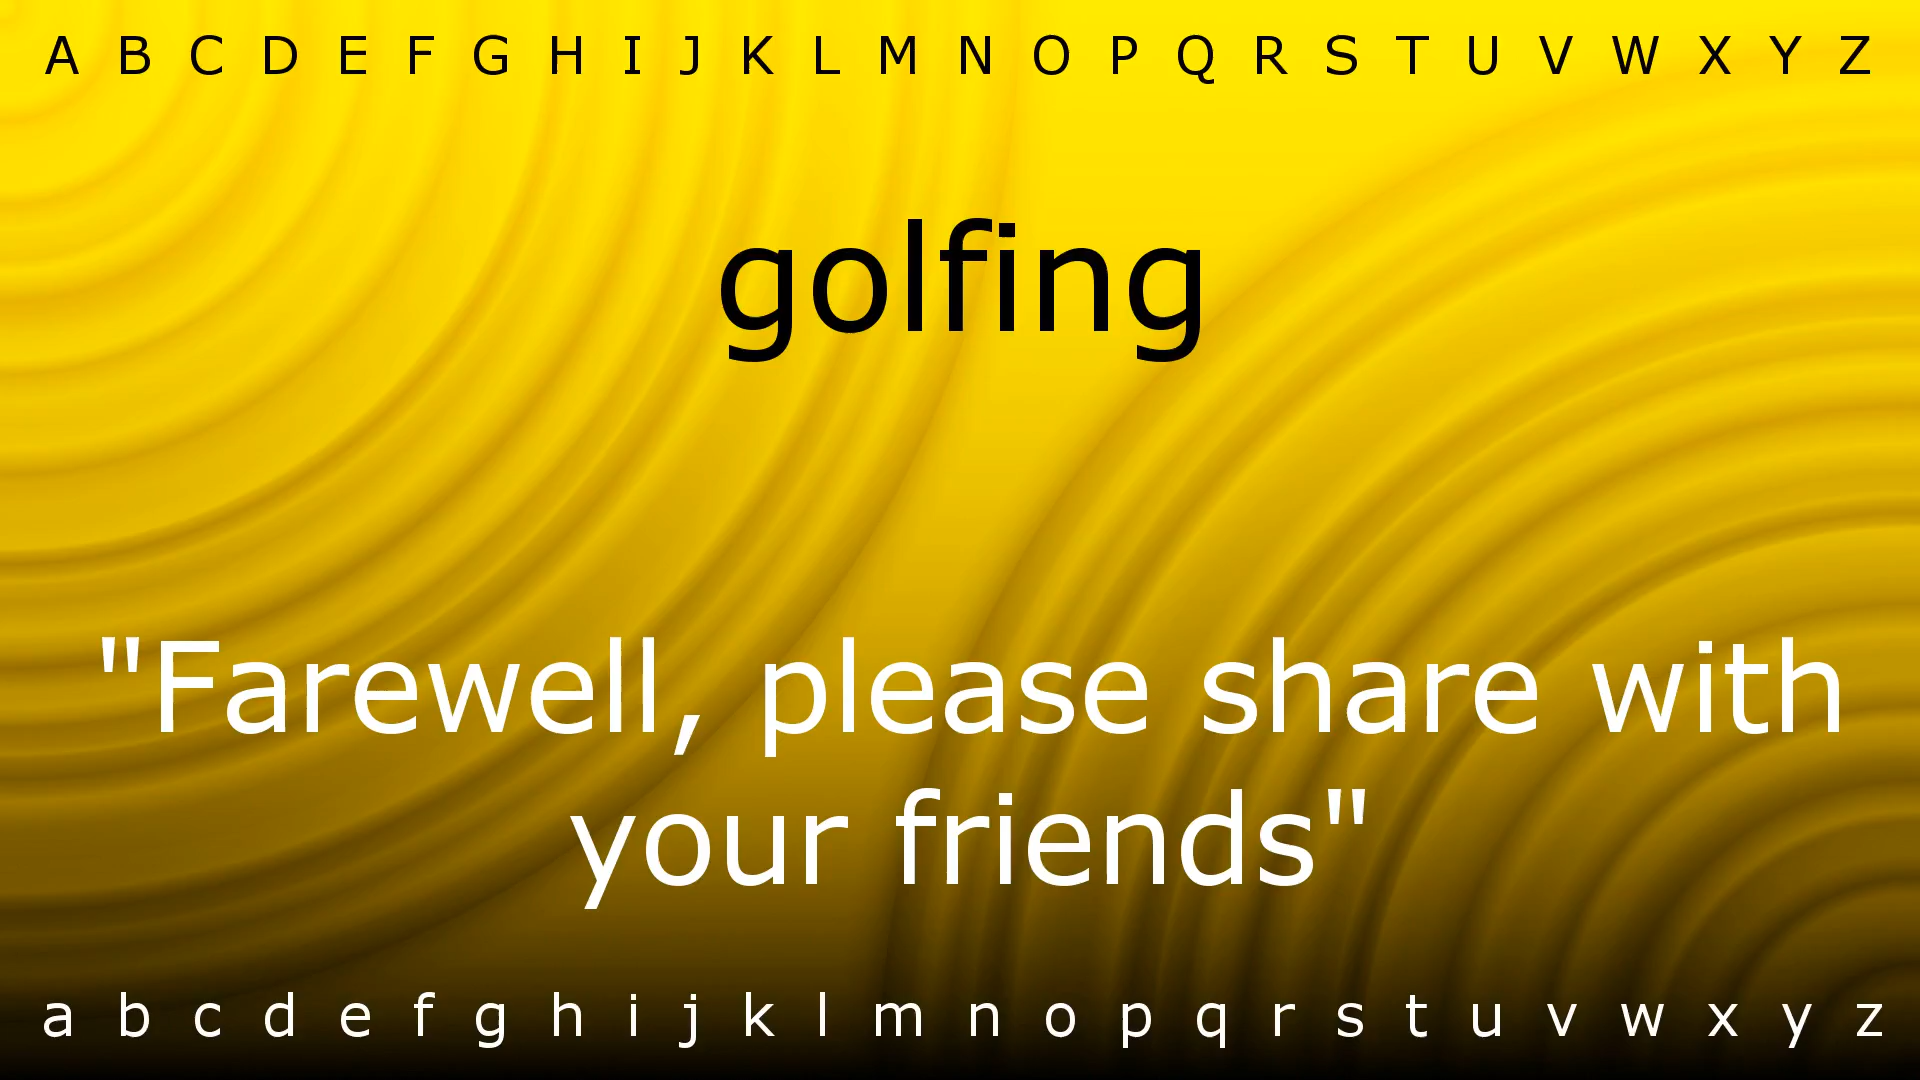 A B C D E F G H I J K L M N O P Q R S T U V W X Y Z
golfing
"Farewell, please share with
your friends"
a b c d e f g h i j k l m n o p q r s t u v w x y z